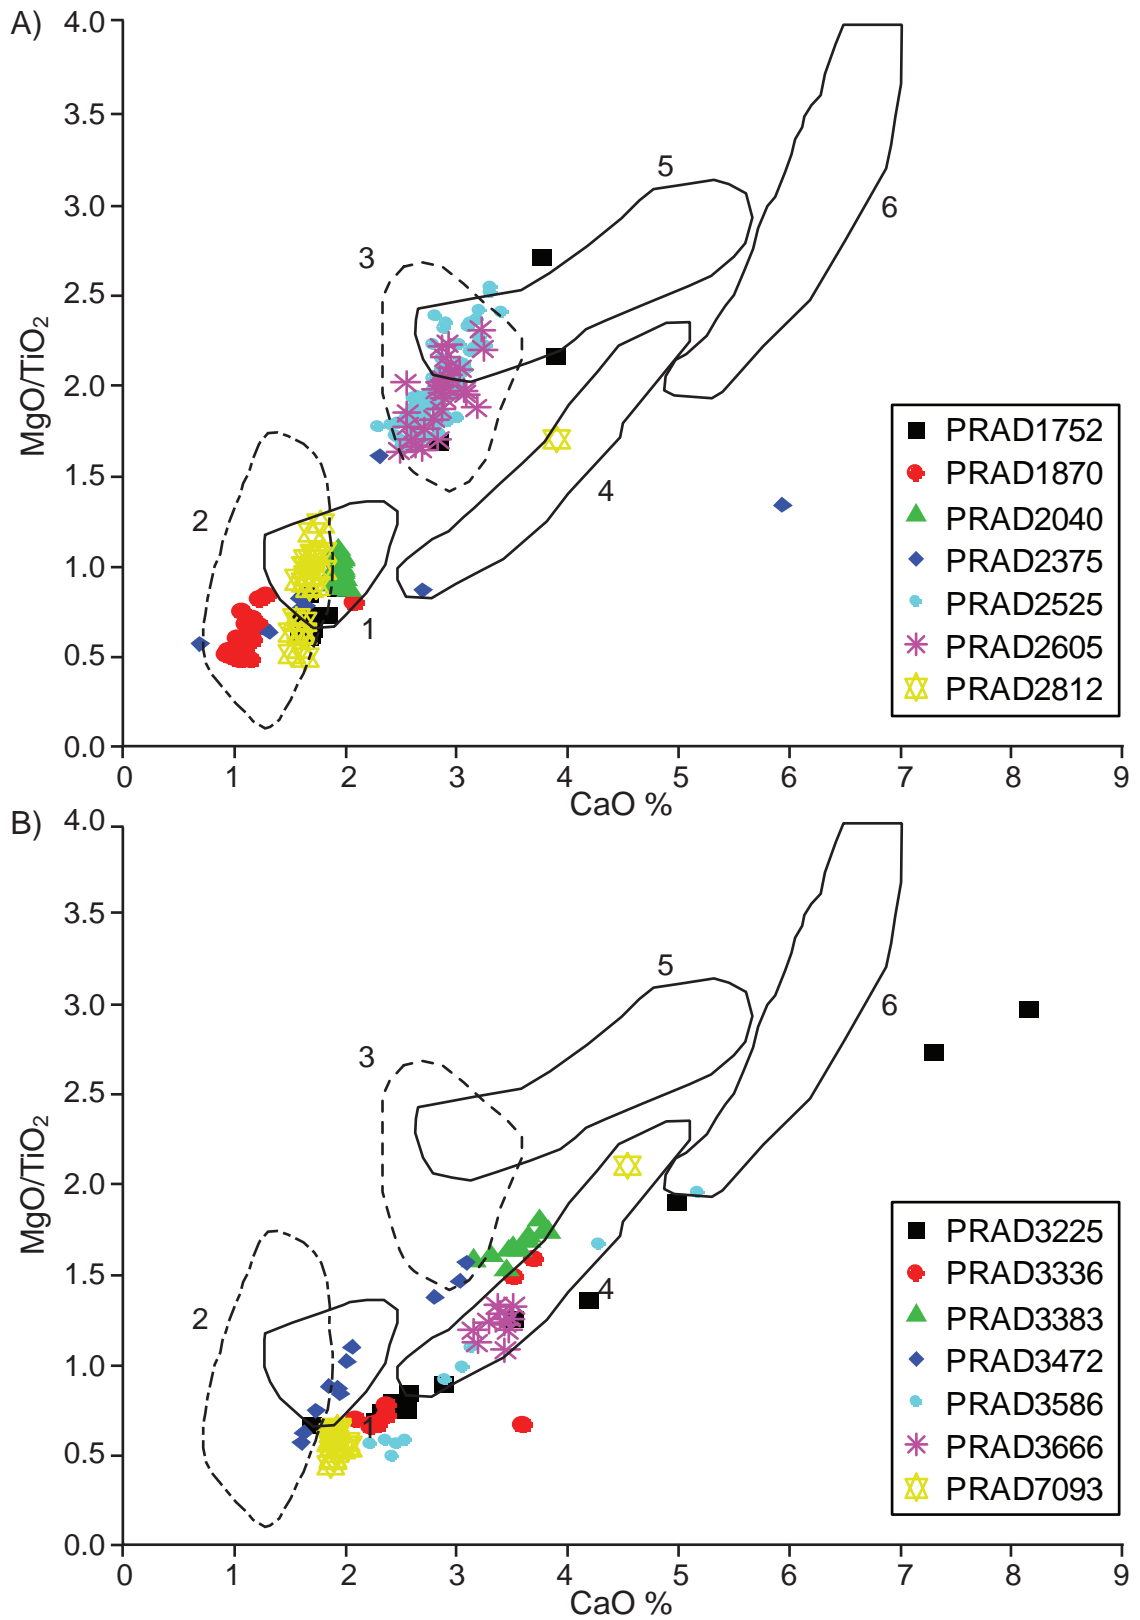 A)
4.0
3.5
3.0
2.5
2.0
1.5
1.0
0.5
0.0
MgO/TiO₂
0 1 2 3 4 5 6 7 8 9
CaO %
1
2
3
4
5
6
PRAD1752
PRAD1870
PRAD2040
PRAD2375
PRAD2525
PRAD2605
PRAD2812
B)
4.0
3.5
3.0
2.5
2.0
1.5
1.0
0.5
0.0
MgO/TiO₂
0 1 2 3 4 5 6 7 8 9
CaO %
1
2
3
4
5
6
PRAD3225
PRAD3336
PRAD3383
PRAD3472
PRAD3586
PRAD3666
PRAD7093